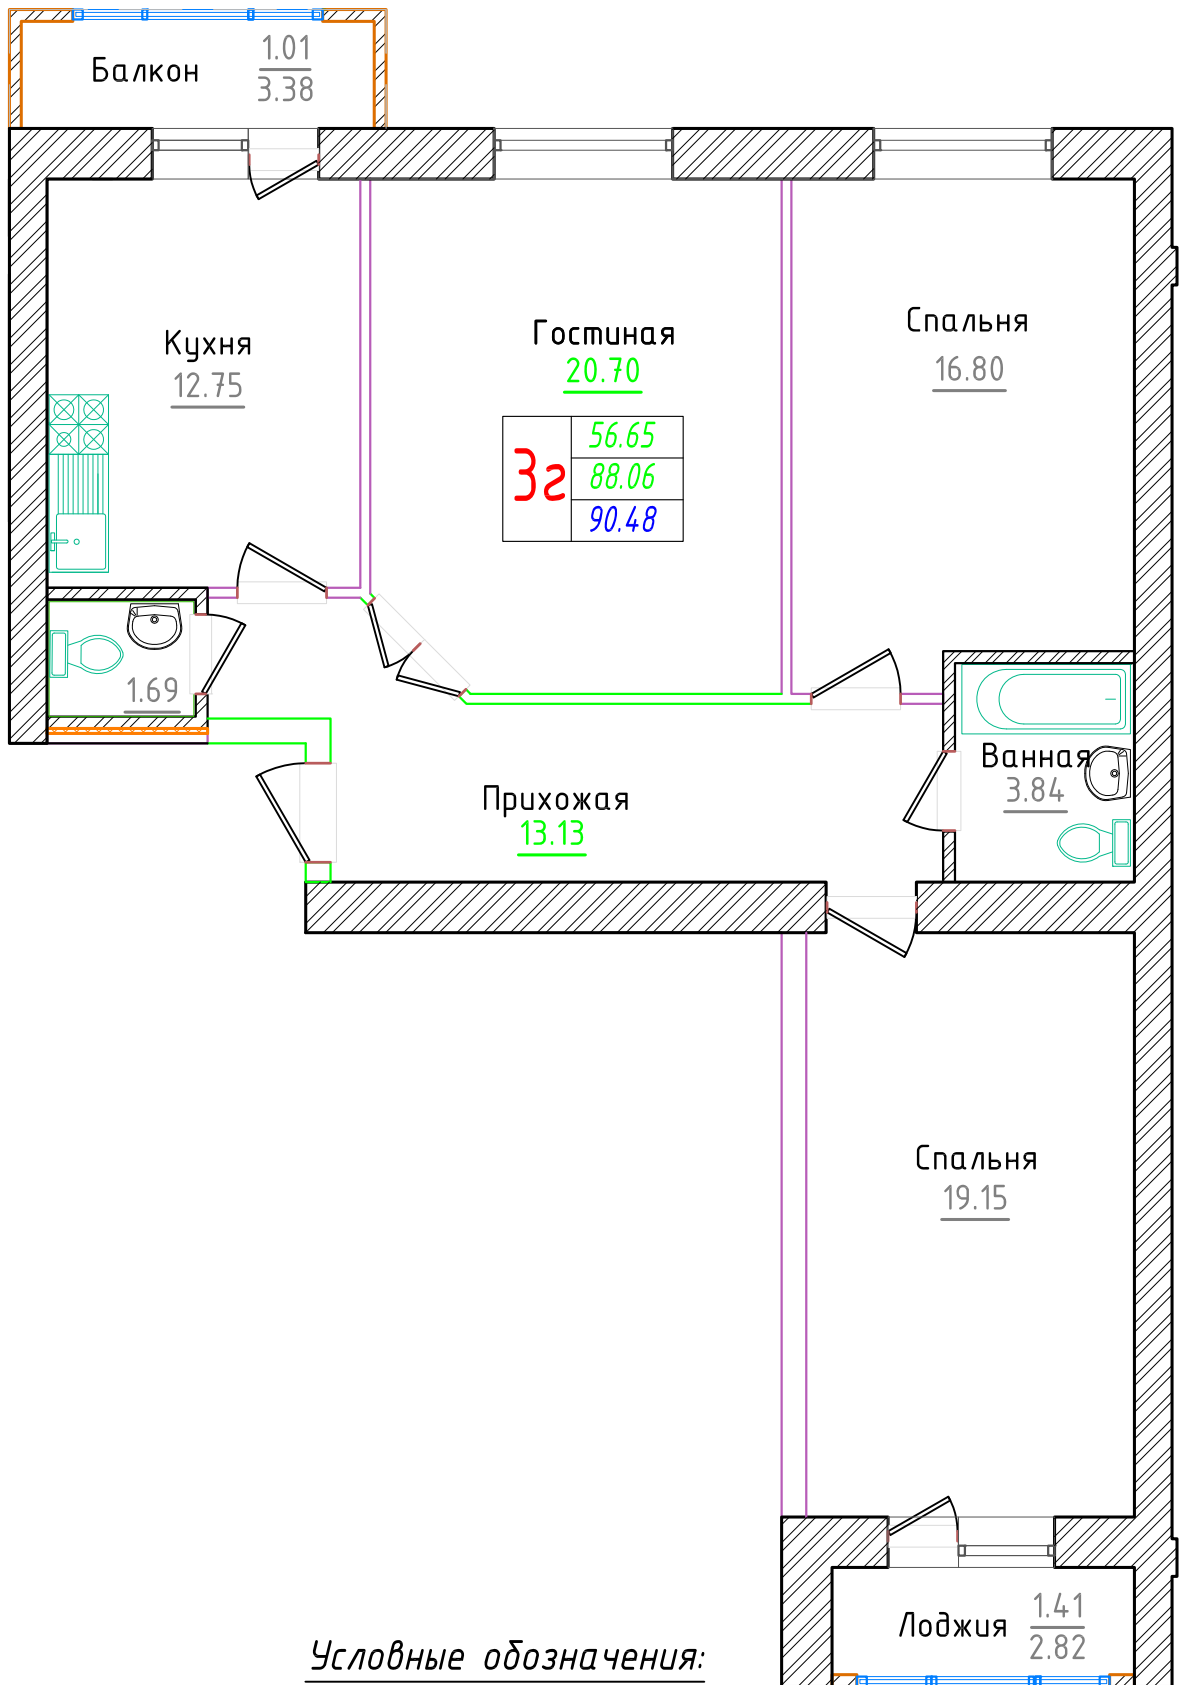 Балкон
1.01
3.38
Кухня
12.75
Гостиная
20.70
Спальня
16.80
3г
56.65
88.06
90.48
1.69
Ванная
3.84
Прихожая
13.13
Спальня
19.15
Лоджия
1.41
2.82
Условные обозначения: